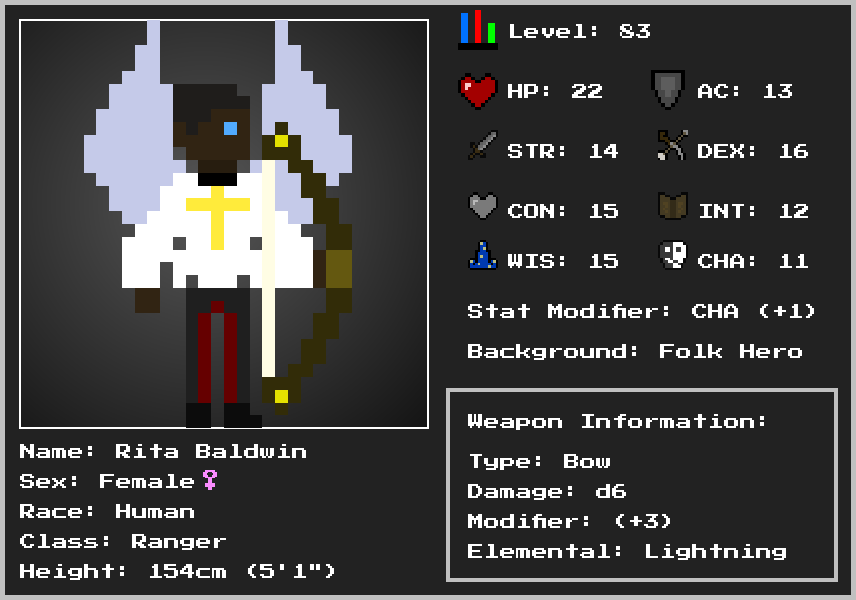 Level: 83
HP: 22
AC: 13
STR: 14
DEX: 16
CON: 15
INT: 12
WIS: 15
CHA: 11
Stat Modifier: CHA (+1)
Background: Folk Hero
Weapon Information:
Type: Bow
Damage: d6
Modifier: (+3)
Elemental: Lightning
Name: Rita Baldwin
Sex: Female♀
Race: Human
Class: Ranger
Height: 154cm (5'1")